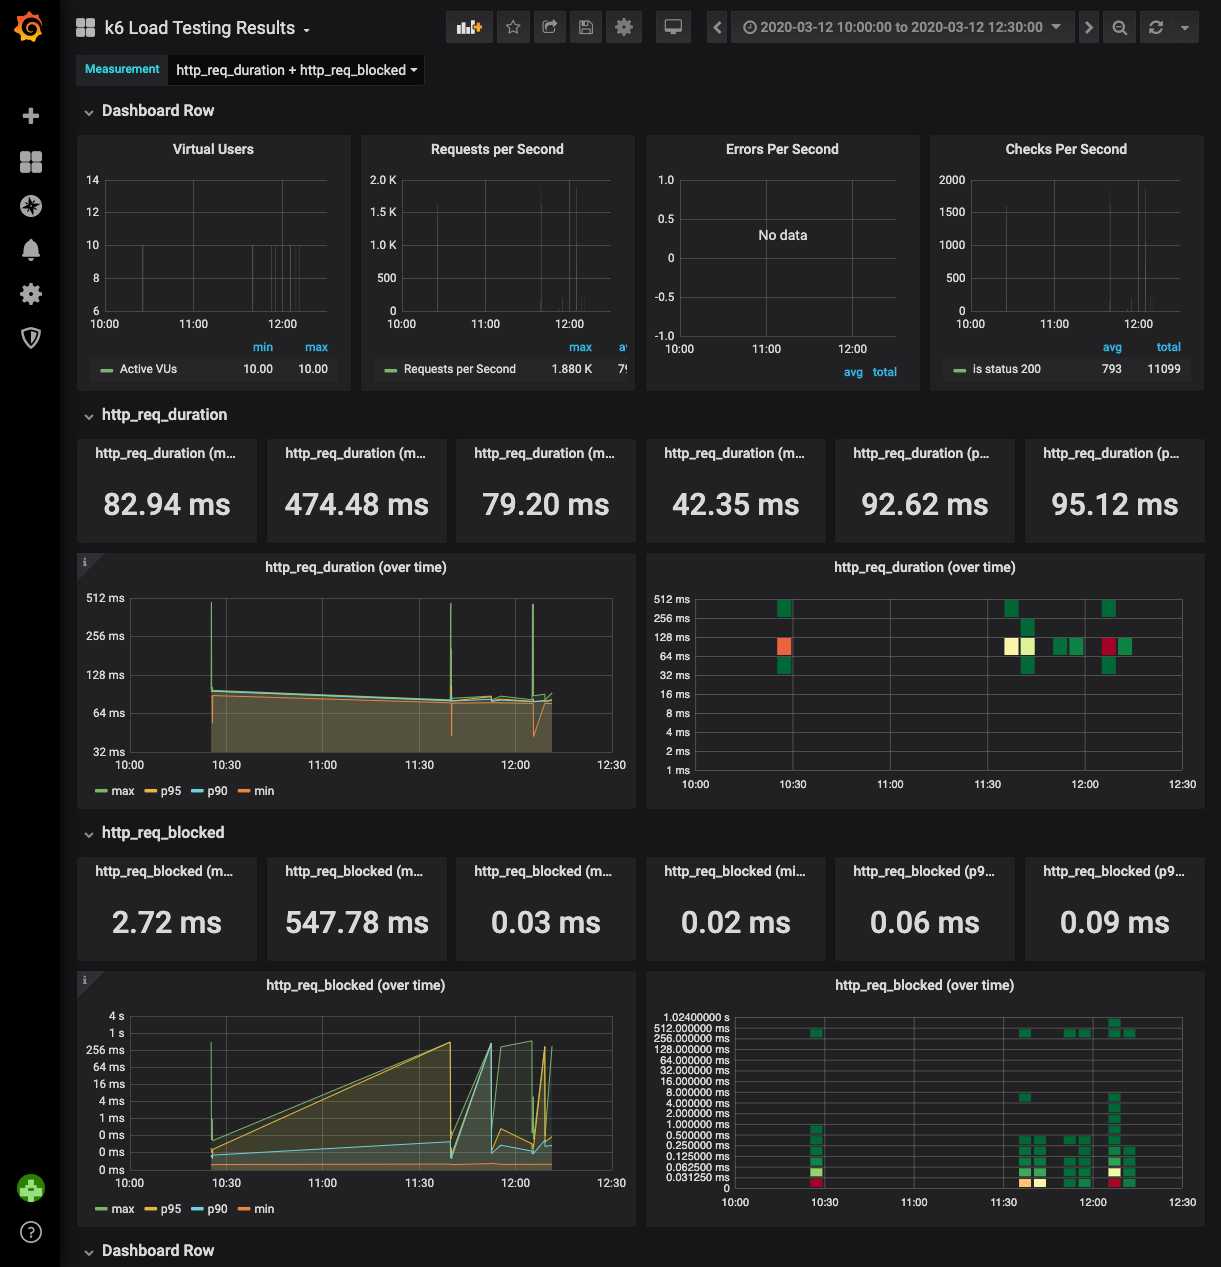 k6 Load Testing Results
2020-03-12 10:00:00 to 2020-03-12 12:30:00
Measurement http_req_duration + http_req_blocked
Dashboard Row
Virtual Users
14
12
10
8
6
10:00 11:00 12:00
min max
Active VUs 10.00 10.00
Requests per Second
2.0 K
1.5 K
1.0 K
500
0
10:00 11:00 12:00
max
Requests per Second 1.880 K
Errors Per Second
1.0
0.5
No data
0
-0.5
-1.0
10:00 11:00 12:00
avg total
Checks Per Second
2000
1500
1000
500
0
10:00 11:00 12:00
avg total
is status 200 793 11099
http_req_duration
http_req_duration (m...
82.94 ms
http_req_duration (m...
474.48 ms
http_req_duration (m...
79.20 ms
http_req_duration (m...
42.35 ms
http_req_duration (p...
92.62 ms
http_req_duration (p...
95.12 ms
i
http_req_duration (over time)
512 ms
256 ms
128 ms
64 ms
32 ms
10:00 10:30 11:00 11:30 12:00 12:30
max p95 p90 min
http_req_duration (over time)
512 ms
256 ms
128 ms
64 ms
32 ms
16 ms
8 ms
4 ms
2 ms
1 ms
10:00 10:30 11:00 11:30 12:00 12:30
http_req_blocked
http_req_blocked (m...
2.72 ms
http_req_blocked (m...
547.78 ms
http_req_blocked (m...
0.03 ms
http_req_blocked (mi...
0.02 ms
http_req_blocked (p9...
0.06 ms
http_req_blocked (p9...
0.09 ms
i
http_req_blocked (over time)
4 s
1 s
256 ms
64 ms
16 ms
4 ms
1 ms
0 ms
0 ms
0 ms
10:00 10:30 11:00 11:30 12:00 12:30
max p95 p90 min
http_req_blocked (over time)
1.02400000 s
512.000000 ms
256.000000 ms
128.000000 ms
64.000000 ms
32.000000 ms
16.000000 ms
8.000000 ms
4.000000 ms
2.000000 ms
1.000000 ms
0.500000 ms
0.250000 ms
0.125000 ms
0.062500 ms
0.031250 ms
0
10:00 10:30 11:00 11:30 12:00 12:30
Dashboard Row